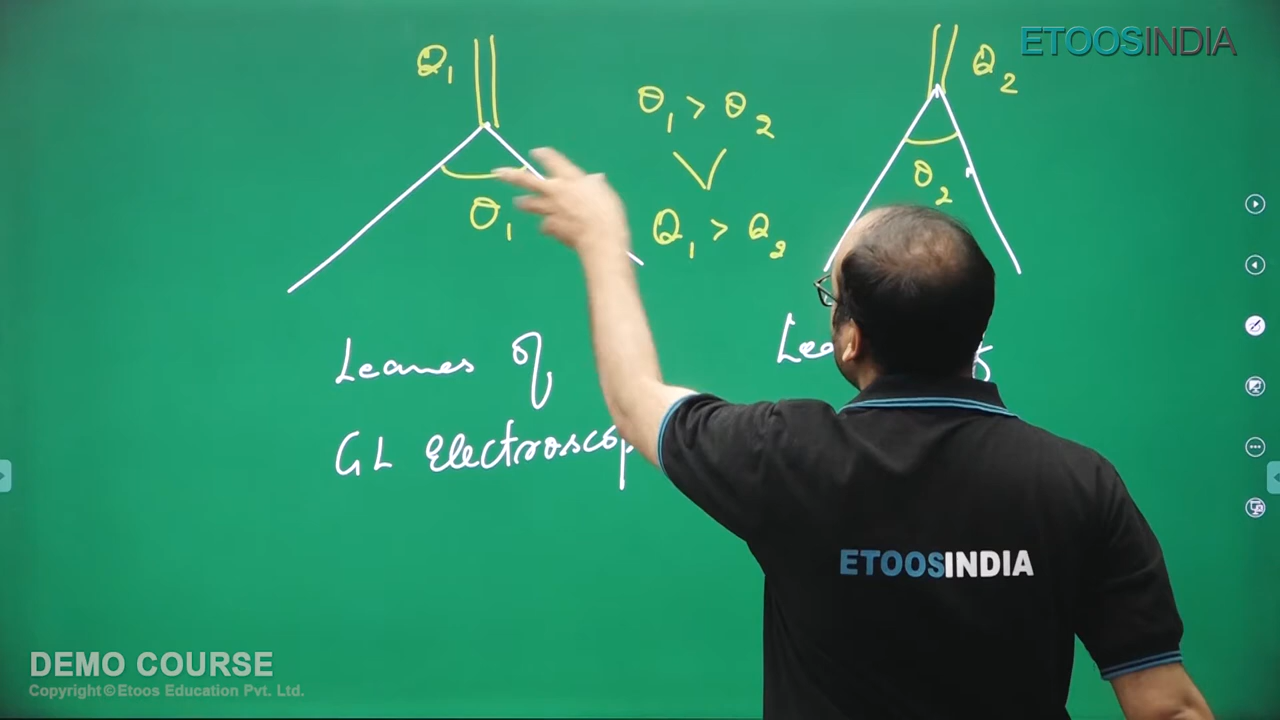 ETOOSINDIA
Q1
θ1 > θ2
Q2
θ1
Q1 > Q2
θ2
Leaves of
GL Electroscop
ETOOSINDIA
DEMO COURSE
Copyright © Etoos Education Pvt. Ltd.